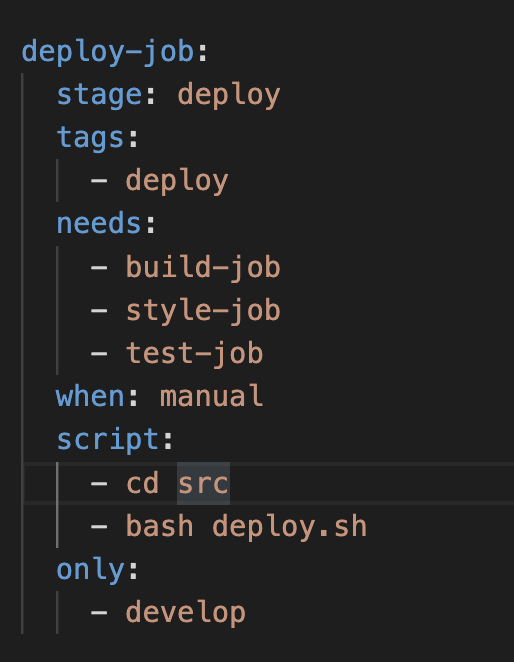 deploy-job:
  stage: deploy
  tags:
    - deploy
  needs:
    - build-job
    - style-job
    - test-job
  when: manual
  script:
    - cd src
    - bash deploy.sh
  only:
    - develop